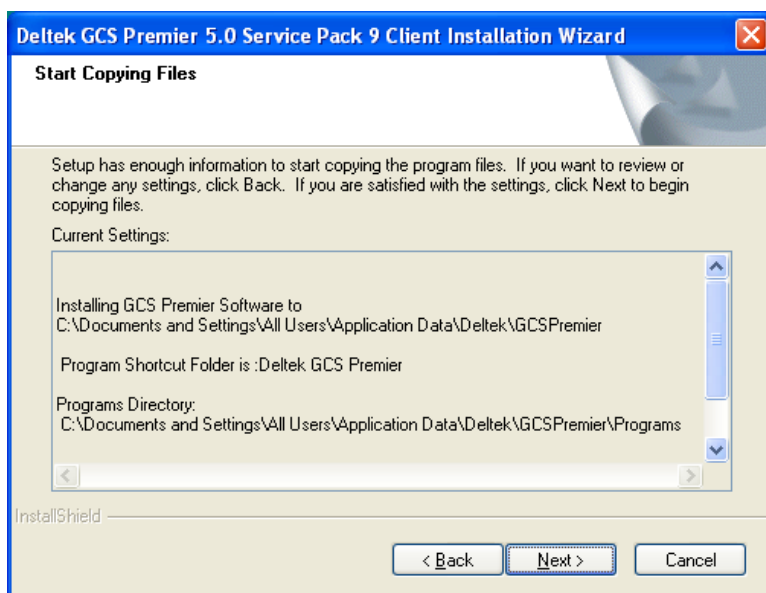 Deltek GCS Premier 5.0 Service Pack 9 Client Installation Wizard
Start Copying Files
Setup has enough information to start copying the program files. If you want to review or
change any settings, click Back. If you are satisfied with the settings, click Next to begin
copying files.
Current Settings:
Installing GCS Premier Software to
C:\Documents and Settings\All Users\Application Data\Deltek\GCSPremier
Program Shortcut Folder is :Deltek GCS Premier
Programs Directory:
C:\Documents and Settings\All Users\Application Data\Deltek\GCSPremier\Programs
InstallShield
< Back
Next >
Cancel